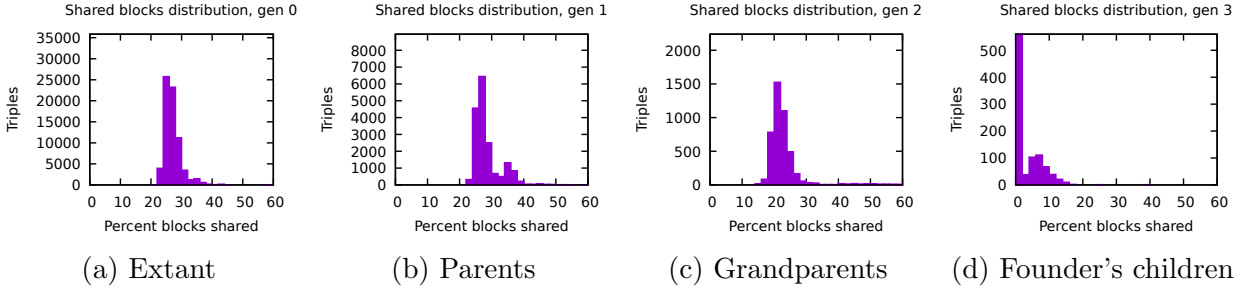 Shared blocks distribution, gen 0
35000
30000
25000
20000
15000
10000
5000
0
Triples
0 10 20 30 40 50 60
Percent blocks shared
(a) Extant
Shared blocks distribution, gen 1
8000
7000
6000
5000
4000
3000
2000
1000
0
Triples
0 10 20 30 40 50 60
Percent blocks shared
(b) Parents
Shared blocks distribution, gen 2
2000
1500
1000
500
0
Triples
0 10 20 30 40 50 60
Percent blocks shared
(c) Grandparents
Shared blocks distribution, gen 3
500
400
300
200
100
0
Triples
0 10 20 30 40 50 60
Percent blocks shared
(d) Founder's children